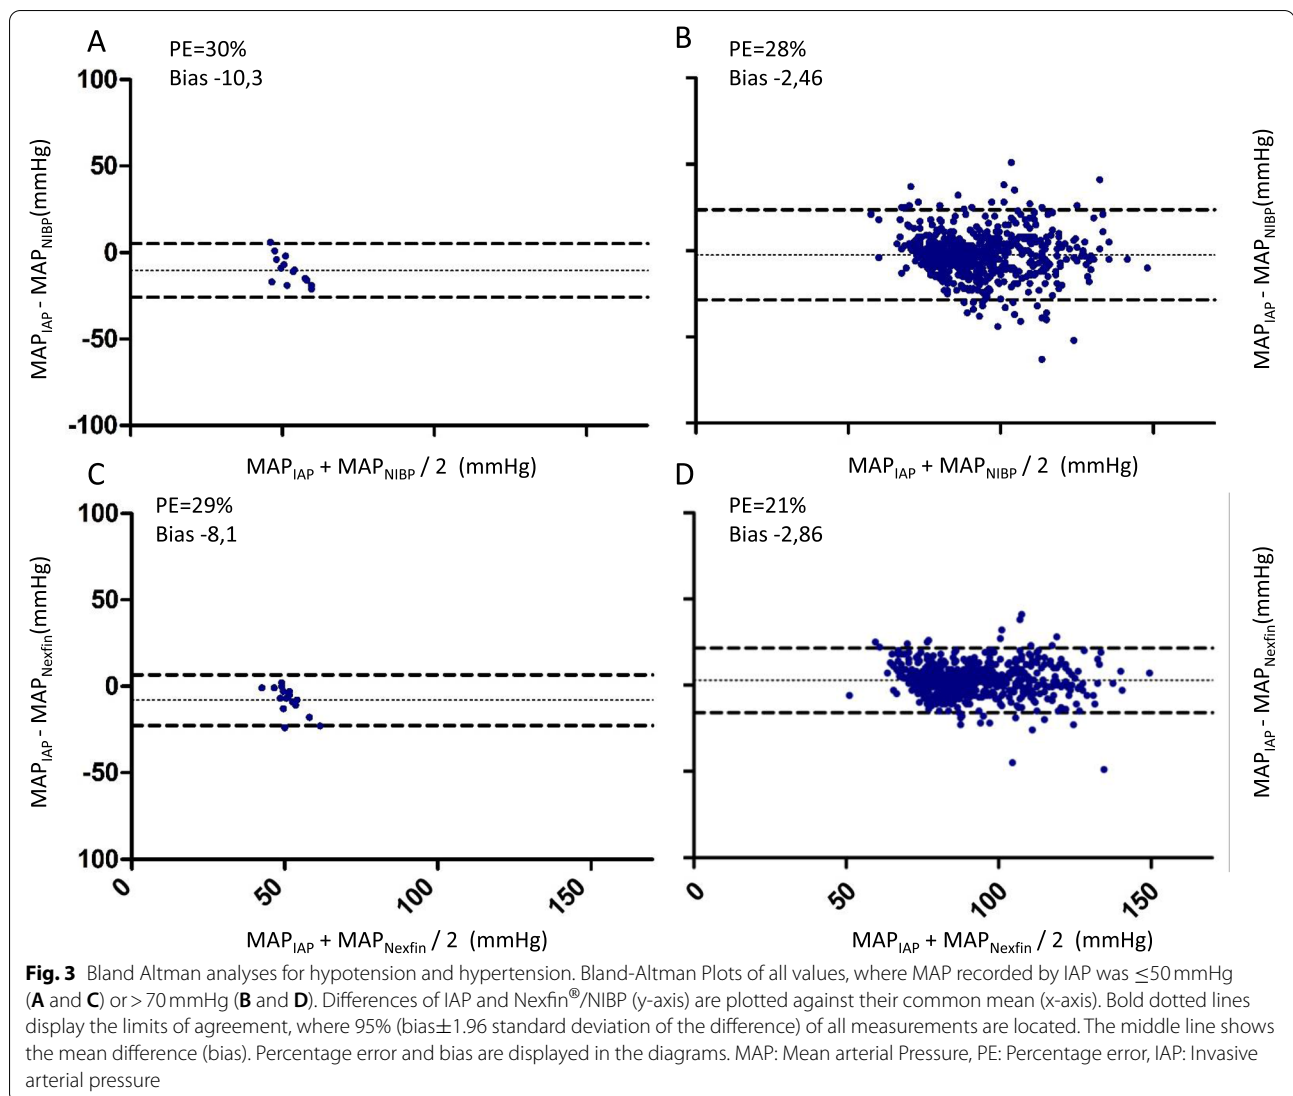 A
PE=30%
Bias -10,3
100
50
0
-50
-100
MAPIAP - MAPNIBP(mmHg)
MAPIAP + MAPNIBP / 2 (mmHg)
B
PE=28%
Bias -2,46
MAPIAP - MAPNIBP(mmHg)
MAPIAP + MAPNIBP / 2 (mmHg)
C
PE=29%
Bias -8,1
100
50
0
-50
100
MAPIAP - MAPNexfin(mmHg)
0
50
100
150
MAPIAP + MAPNexfin / 2 (mmHg)
D
PE=21%
Bias -2,86
MAPIAP - MAPNexfin(mmHg)
0
50
100
150
MAPIAP + MAPNexfin / 2 (mmHg)
Fig. 3 Bland Altman analyses for hypotension and hypertension. Bland-Altman Plots of all values, where MAP recorded by IAP was ≤50 mmHg
(A and C) or > 70 mmHg (B and D). Differences of IAP and Nexfin®/NIBP (y-axis) are plotted against their common mean (x-axis). Bold dotted lines
display the limits of agreement, where 95% (bias±1.96 standard deviation of the difference) of all measurements are located. The middle line shows
the mean difference (bias). Percentage error and bias are displayed in the diagrams. MAP: Mean arterial Pressure, PE: Percentage error, IAP: Invasive
arterial pressure